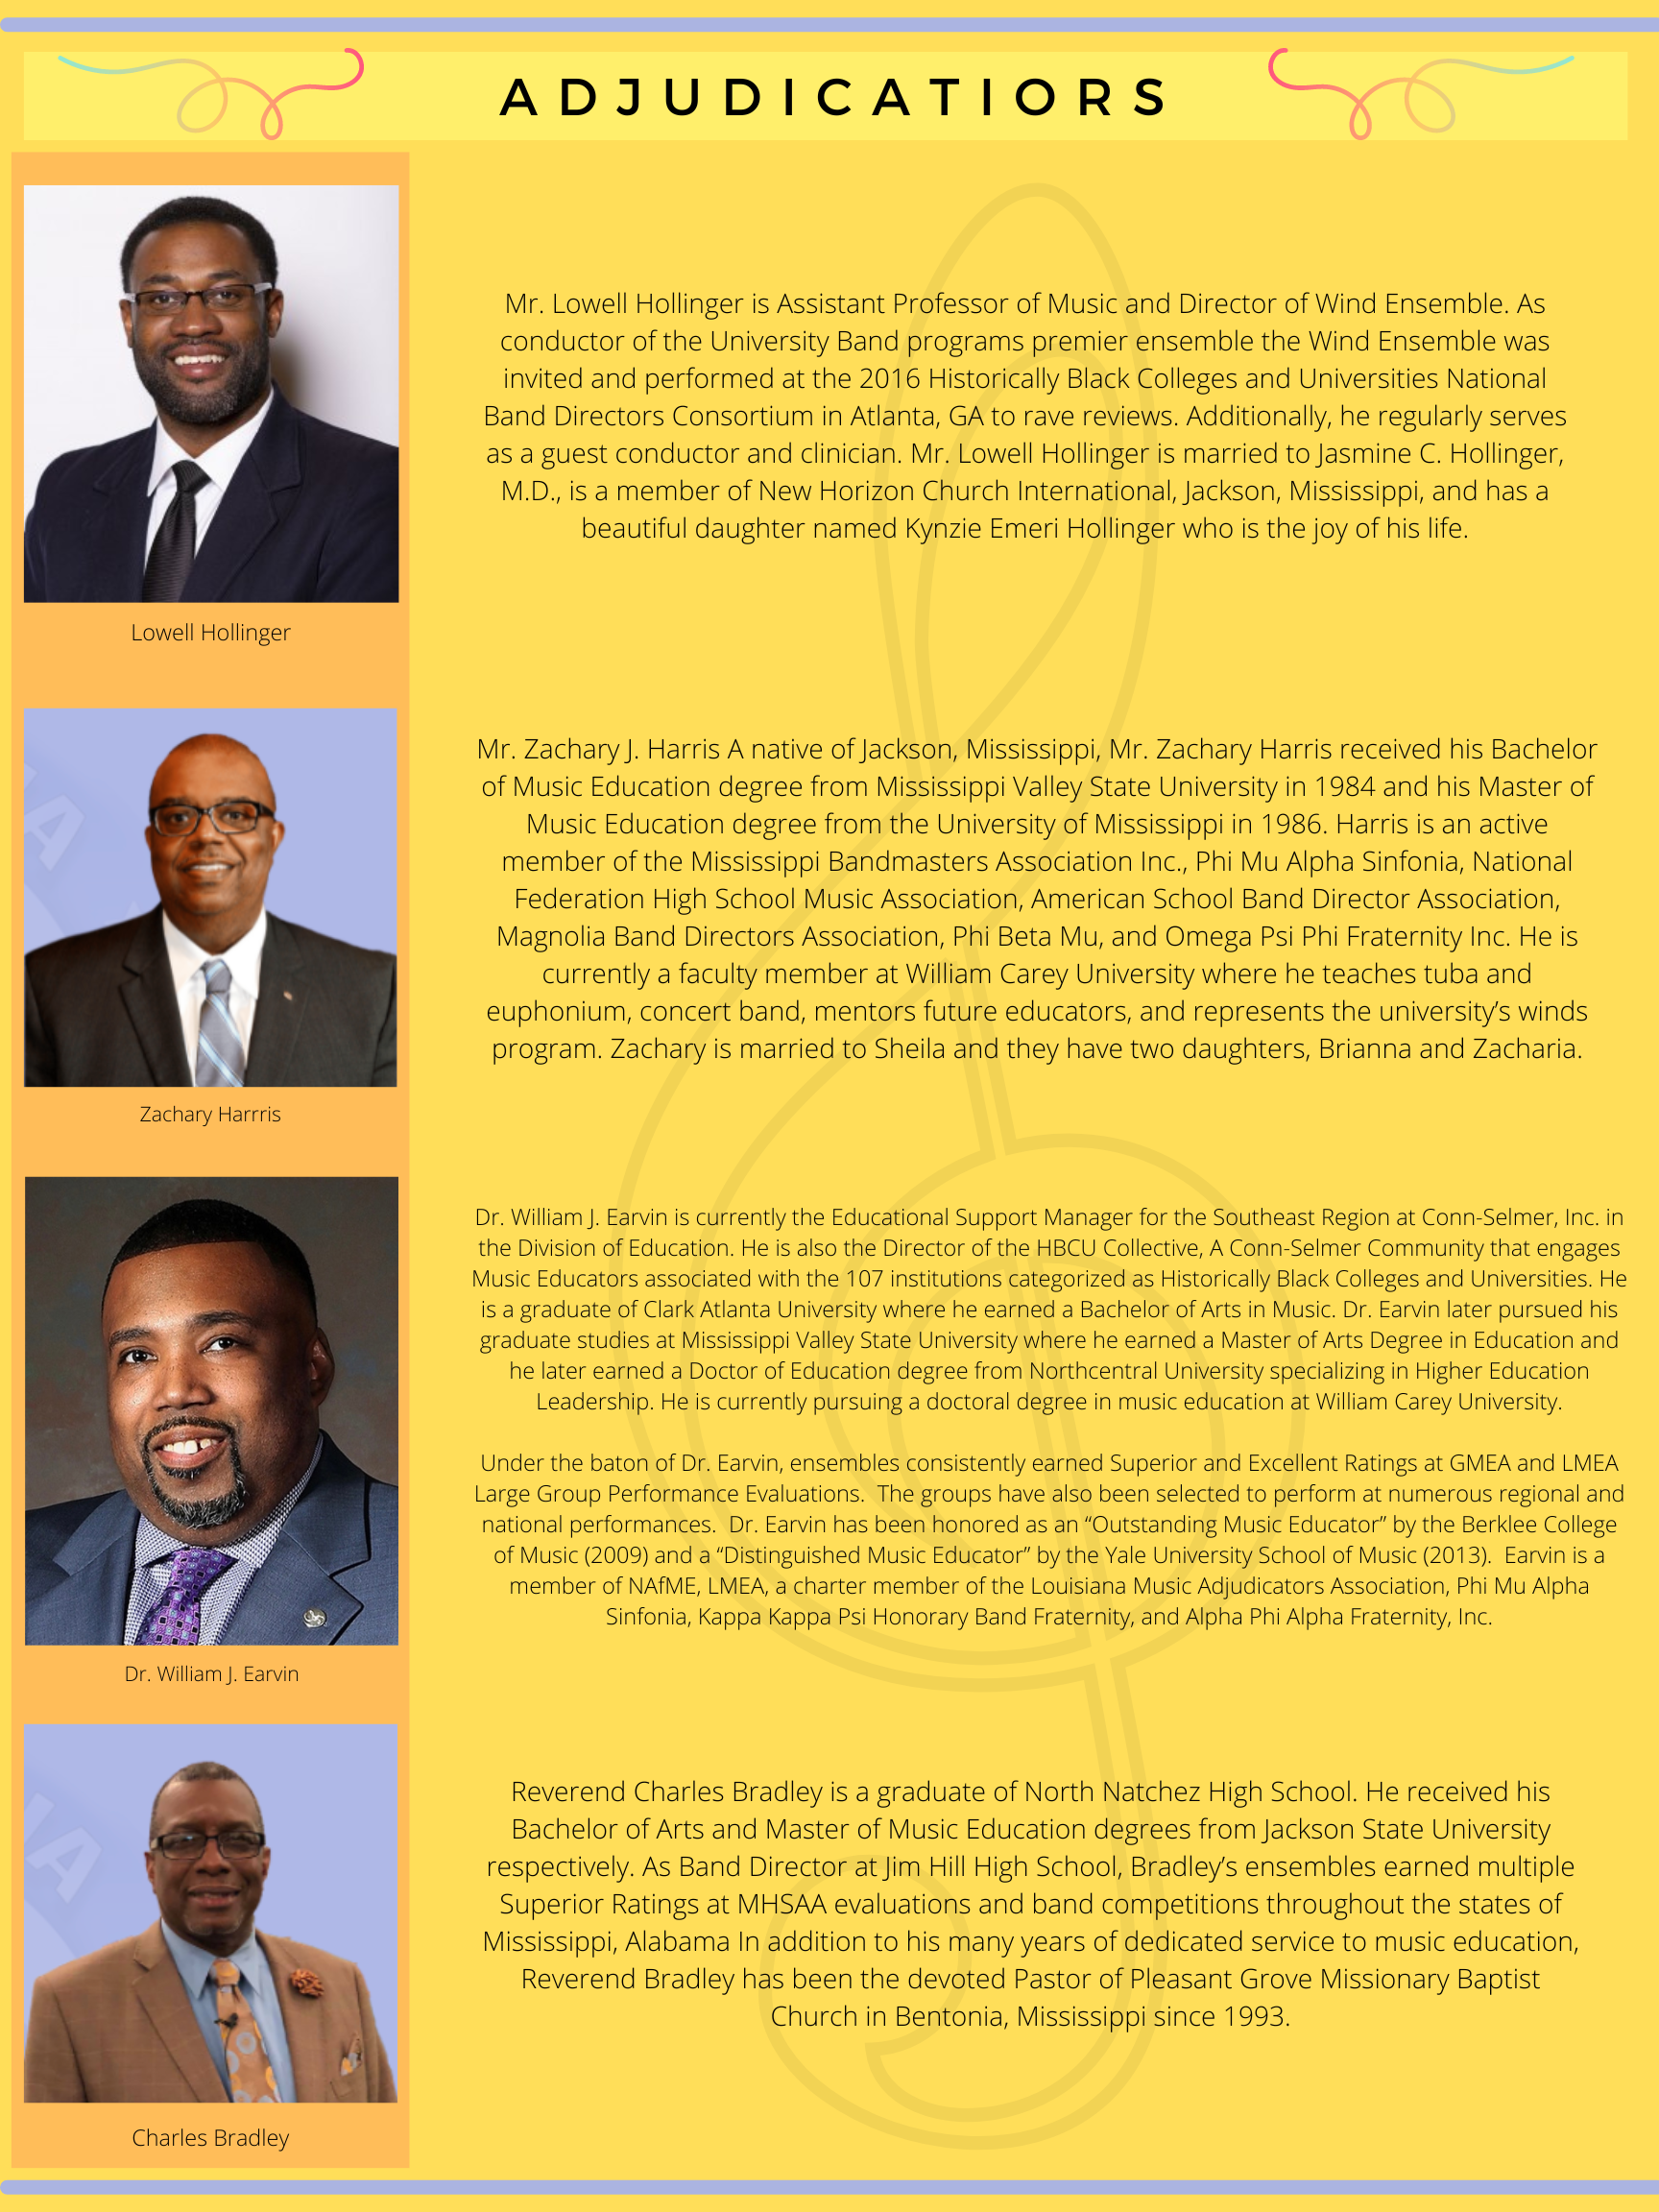 ADJUDICATIORS
Mr. Lowell Hollinger is Assistant Professor of Music and Director of Wind Ensemble. As
conductor of the University Band programs premier ensemble the Wind Ensemble was
invited and performed at the 2016 Historically Black Colleges and Universities National
Band Directors Consortium in Atlanta, GA to rave reviews. Additionally, he regularly serves
as a guest conductor and clinician. Mr. Lowell Hollinger is married to Jasmine C. Hollinger,
M.D., is a member of New Horizon Church International, Jackson, Mississippi, and has a
beautiful daughter named Kynzie Emeri Hollinger who is the joy of his life.
Lowell Hollinger
Mr. Zachary J. Harris A native of Jackson, Mississippi, Mr. Zachary Harris received his Bachelor
of Music Education degree from Mississippi Valley State University in 1984 and his Master of
Music Education degree from the University of Mississippi in 1986. Harris is an active
member of the Mississippi Bandmasters Association Inc., Phi Mu Alpha Sinfonia, National
Federation High School Music Association, American School Band Director Association,
Magnolia Band Directors Association, Phi Beta Mu, and Omega Psi Phi Fraternity Inc. He is
currently a faculty member at William Carey University where he teaches tuba and
euphonium, concert band, mentors future educators, and represents the university’s winds
program. Zachary is married to Sheila and they have two daughters, Brianna and Zacharia.
Zachary Harrris
Dr. William J. Earvin is currently the Educational Support Manager for the Southeast Region at Conn-Selmer, Inc. in
the Division of Education. He is also the Director of the HBCU Collective, A Conn-Selmer Community that engages
Music Educators associated with the 107 institutions categorized as Historically Black Colleges and Universities. He
is a graduate of Clark Atlanta University where he earned a Bachelor of Arts in Music. Dr. Earvin later pursued his
graduate studies at Mississippi Valley State University where he earned a Master of Arts Degree in Education and
he later earned a Doctor of Education degree from Northcentral University specializing in Higher Education
Leadership. He is currently pursuing a doctoral degree in music education at William Carey University.
Under the baton of Dr. Earvin, ensembles consistently earned Superior and Excellent Ratings at GMEA and LMEA
Large Group Performance Evaluations.  The groups have also been selected to perform at numerous regional and
national performances.  Dr. Earvin has been honored as an “Outstanding Music Educator” by the Berklee College
of Music (2009) and a “Distinguished Music Educator” by the Yale University School of Music (2013).  Earvin is a
member of NAfME, LMEA, a charter member of the Louisiana Music Adjudicators Association, Phi Mu Alpha
Sinfonia, Kappa Kappa Psi Honorary Band Fraternity, and Alpha Phi Alpha Fraternity, Inc.
Dr. William J. Earvin
Reverend Charles Bradley is a graduate of North Natchez High School. He received his
Bachelor of Arts and Master of Music Education degrees from Jackson State University
respectively. As Band Director at Jim Hill High School, Bradley’s ensembles earned multiple
Superior Ratings at MHSAA evaluations and band competitions throughout the states of
Mississippi, Alabama In addition to his many years of dedicated service to music education,
Reverend Bradley has been the devoted Pastor of Pleasant Grove Missionary Baptist
Church in Bentonia, Mississippi since 1993.
Charles Bradley